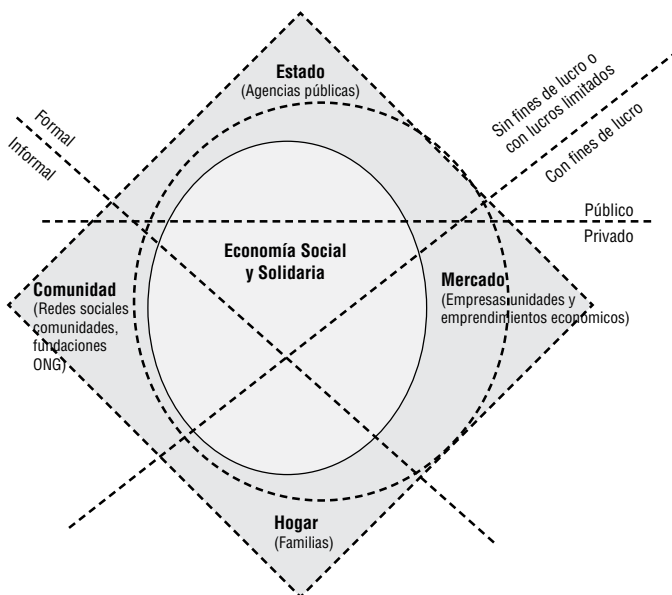 Estado
(Agencias públicas)
Sin fines de lucro o
con lucros limitados
Con fines de lucro
Formal
Informal
Público
Privado
Economía Social
y Solidaria
Comunidad
(Redes sociales
comunidades,
fundaciones
ONG)
Mercado
(Empresas unidades y
emprendimientos económicos)
Hogar
(Familias)